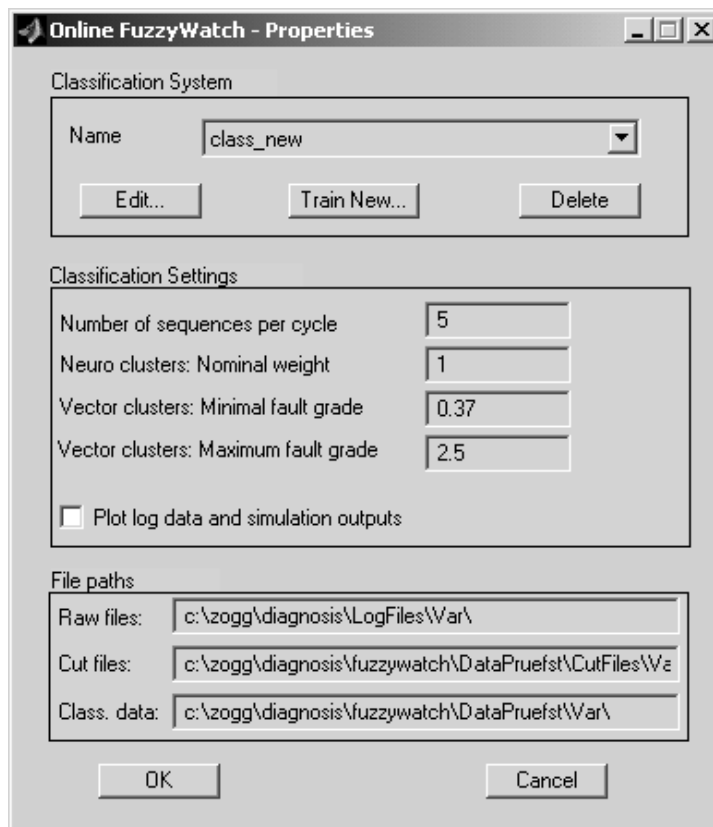 Online FuzzyWatch - Properties
Classification System
Name class_new
Edit... Train New... Delete
Classification Settings
Number of sequences per cycle 5
Neuro clusters: Nominal weight 1
Vector clusters: Minimal fault grade 0.37
Vector clusters: Maximum fault grade 2.5
Plot log data and simulation outputs
File paths
Raw files: c:\zogg\diagnosis\LogFiles\Var\
Cut files: c:\zogg\diagnosis\fuzzywatch\DataPruefst\CutFiles\Va
Class. data: c:\zogg\diagnosis\fuzzywatch\DataPruefst\Var\
OK Cancel